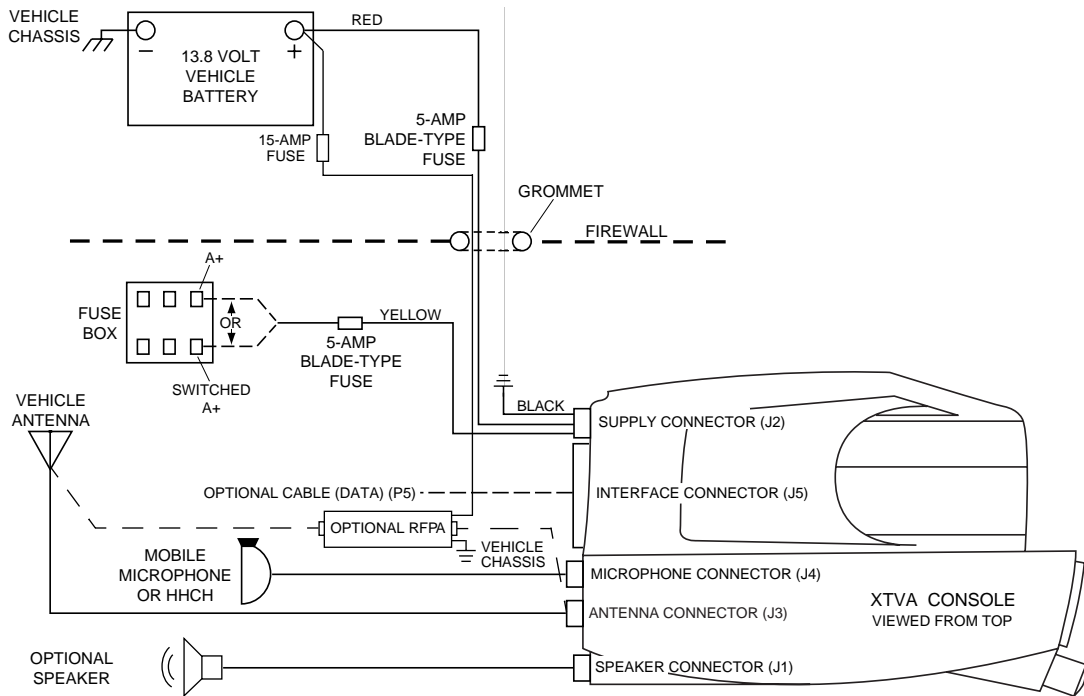 VEHICLE
CHASSIS
RED
−
+
13.8 VOLT
VEHICLE
BATTERY
15-AMP
FUSE
5-AMP
BLADE-TYPE
FUSE
GROMMET
FIREWALL
A+
FUSE
BOX
OR
YELLOW
5-AMP
BLADE-TYPE
FUSE
SWITCHED
A+
VEHICLE
ANTENNA
BLACK
SUPPLY CONNECTOR (J2)
OPTIONAL CABLE (DATA) (P5)
INTERFACE CONNECTOR (J5)
OPTIONAL RFPA
VEHICLE
CHASSIS
MOBILE
MICROPHONE
OR HHCH
MICROPHONE CONNECTOR (J4)
ANTENNA CONNECTOR (J3)
XTVA CONSOLE
VIEWED FROM TOP
OPTIONAL
SPEAKER
SPEAKER CONNECTOR (J1)